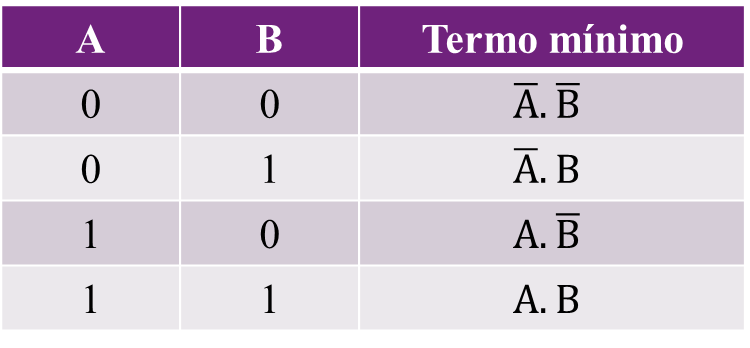 A B Termo mínimo
0 0 A̅. B̅
0 1 A̅. B
1 0 A. B̅
1 1 A. B